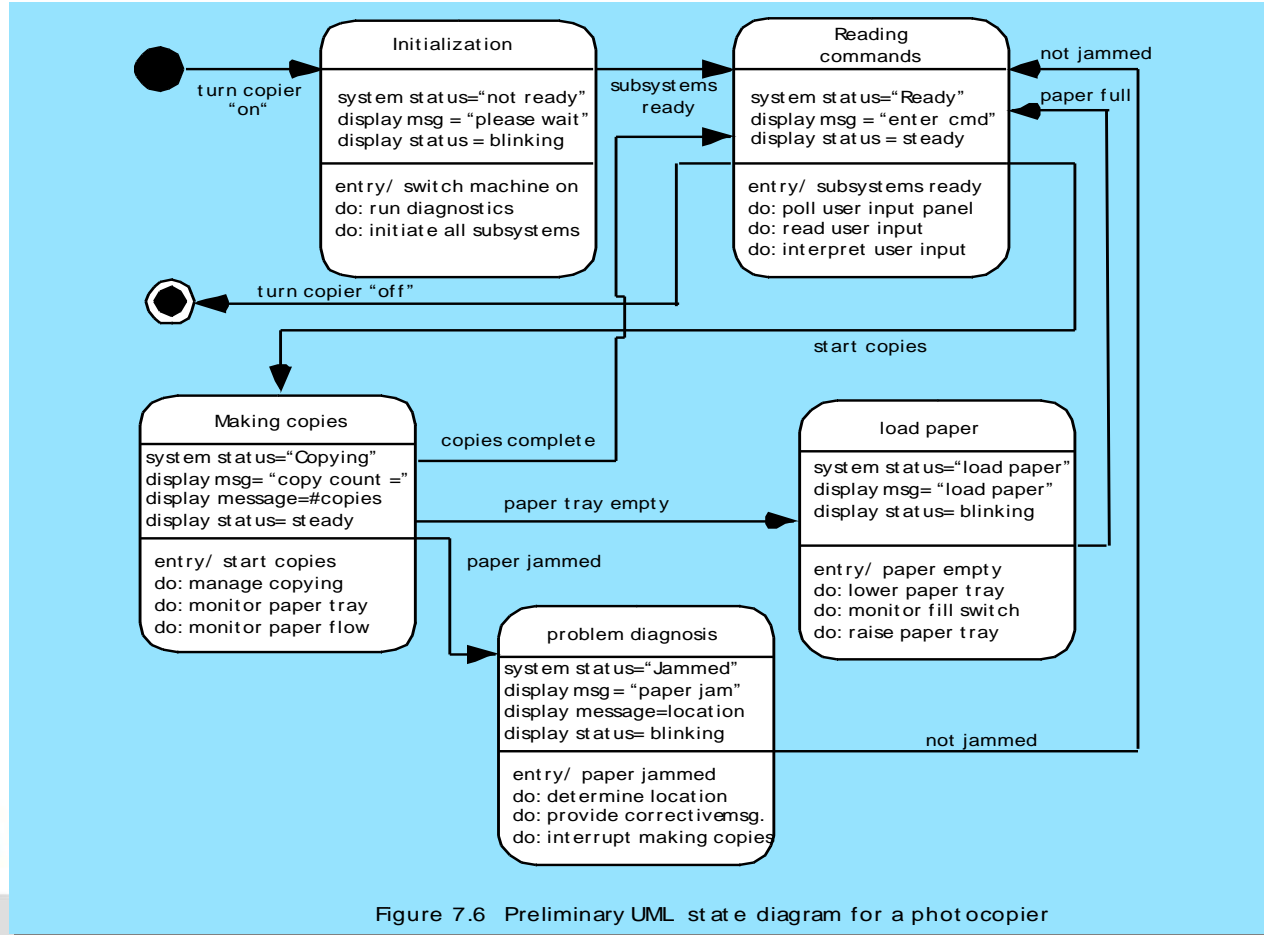 Initialization
system status="not ready"
display msg = "please wait"
display status = blinking
entry/ switch machine on
do: run diagnostics
do: initiate all subsystems
turn copier
"on"
subsystems
ready
Reading
commands
system status="Ready"
display msg = "enter cmd"
display status = steady
entry/ subsystems ready
do: poll user input panel
do: read user input
do: interpret user input
not jammed
paper full
turn copier "off"
start copies
Making copies
system status="Copying"
display msg= "copy count ="
display message=#copies
display status= steady
entry/ start copies
do: manage copying
do: monitor paper tray
do: monitor paper flow
copies complete
paper tray empty
paper jammed
load paper
system status="load paper"
display msg= "load paper"
display status= blinking
entry/ paper empty
do: lower paper tray
do: monitor fill switch
do: raise paper tray
problem diagnosis
system status="Jammed"
display msg = "paper jam"
display message=location
display status= blinking
entry/ paper jammed
do: determine location
do: provide correctivemsg.
do: interrupt making copies
not jammed
Figure 7.6 Preliminary UML state diagram for a photocopier